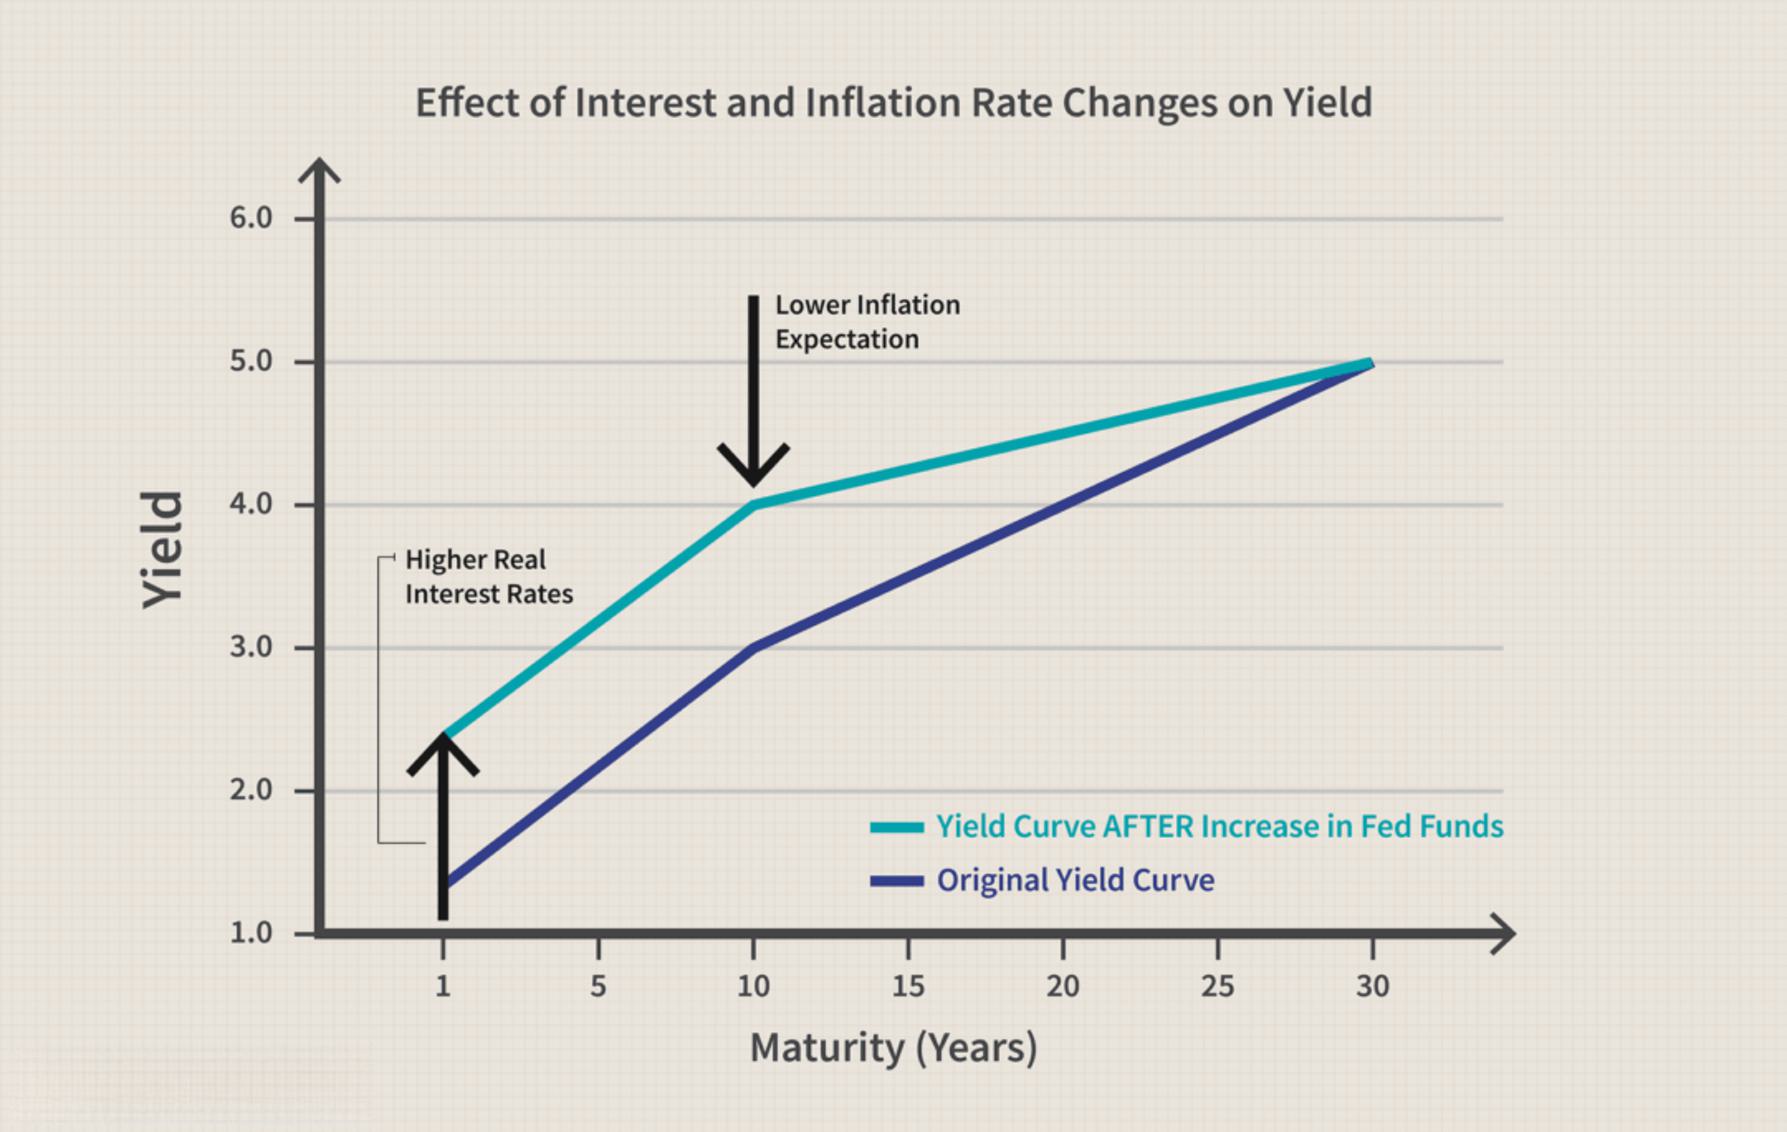 Effect of Interest and Inflation Rate Changes on Yield
6.0
Lower Inflation
Expectation
5.0
4.0
Yield
Higher Real
Interest Rates
3.0
2.0
Yield Curve AFTER Increase in Fed Funds
Original Yield Curve
1.0
1 5 10 15 20 25 30
Maturity (Years)